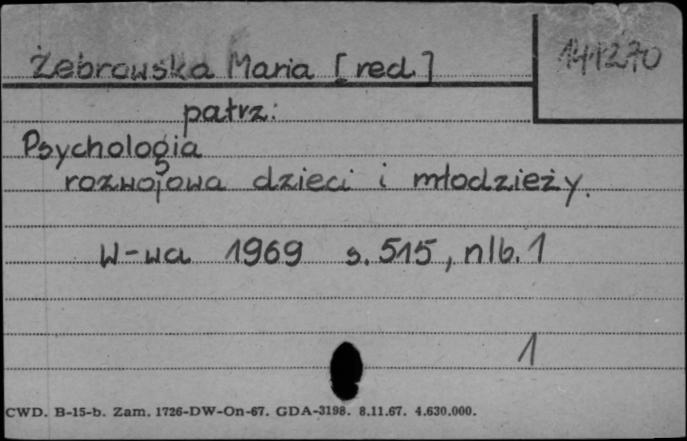 Żebrowska Maria [red.]
141270
patrz:
Psychologia
rozwojowa dzieci i młodzieży.
W-wa 1969 s. 515, nlb. 1
1
CWD. B-15-b. Zam. 1726-DW-On-67. GDA-3198. 8.11.67. 4.630.000.